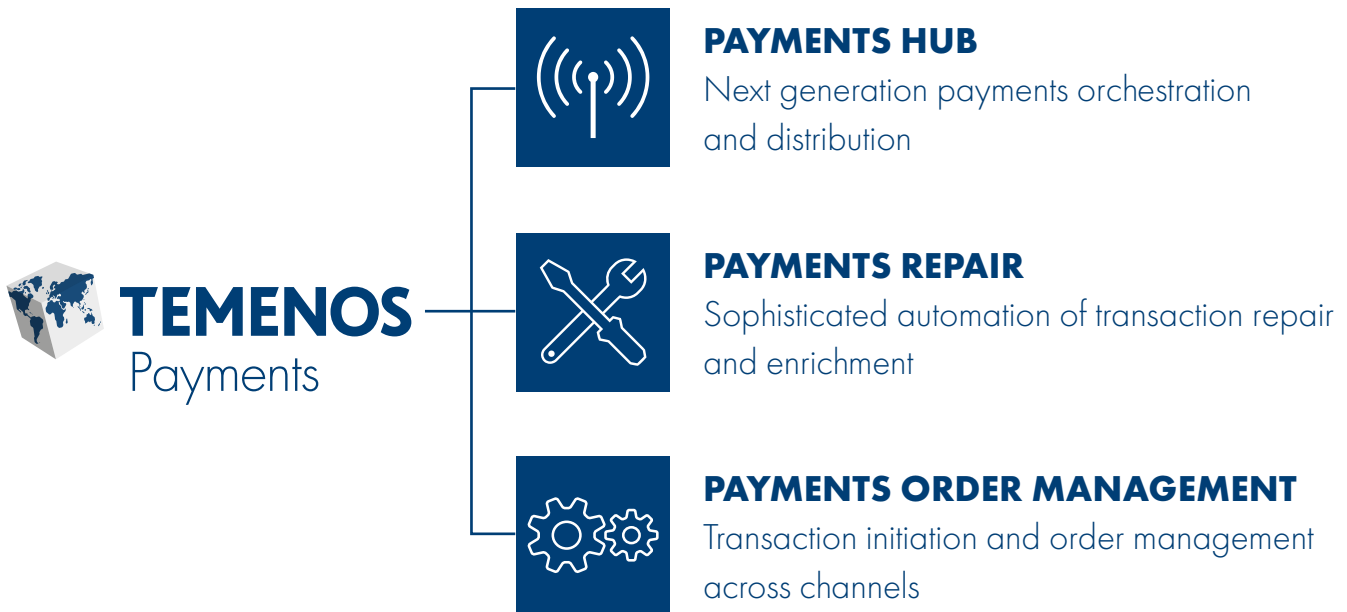 PAYMENTS HUB
Next generation payments orchestration
and distribution
TEMENOS
Payments
PAYMENTS REPAIR
Sophisticated automation of transaction repair
and enrichment
PAYMENTS ORDER MANAGEMENT
Transaction initiation and order management
across channels